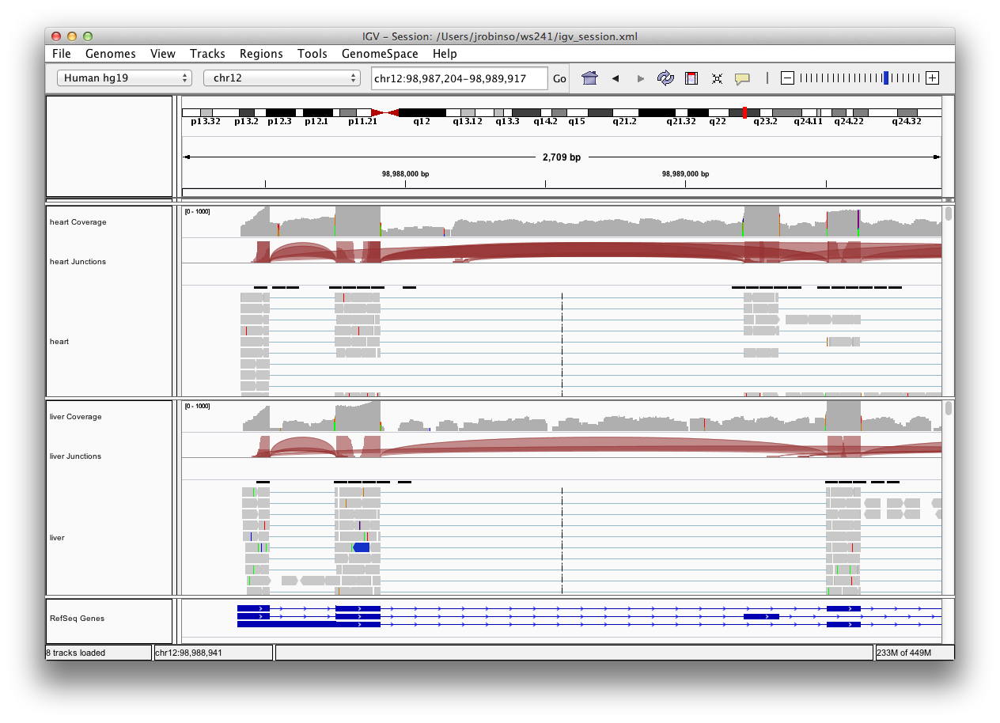 IGV – Session: /Users/jrobinso/ws241/igv_session.xml
File Genomes View Tracks Regions Tools GenomeSpace Help
Human hg19 chr12 chr12:98,987,204-98,989,917 Go
p13.32 p13.2 p12.3 p12.1 p11.21 q12 q13.12 q13.3 q14.2 q15 q21.2 q21.32 q22 q23.2 q24.11 q24.22 q24.32
2,709 bp
98,988,000 bp 98,989,000 bp
[0 - 1000]
heart Coverage
heart Junctions
heart
[0 - 1000]
liver Coverage
liver Junctions
liver
RefSeq Genes
8 tracks loaded chr12:98,988,941 233M of 449M